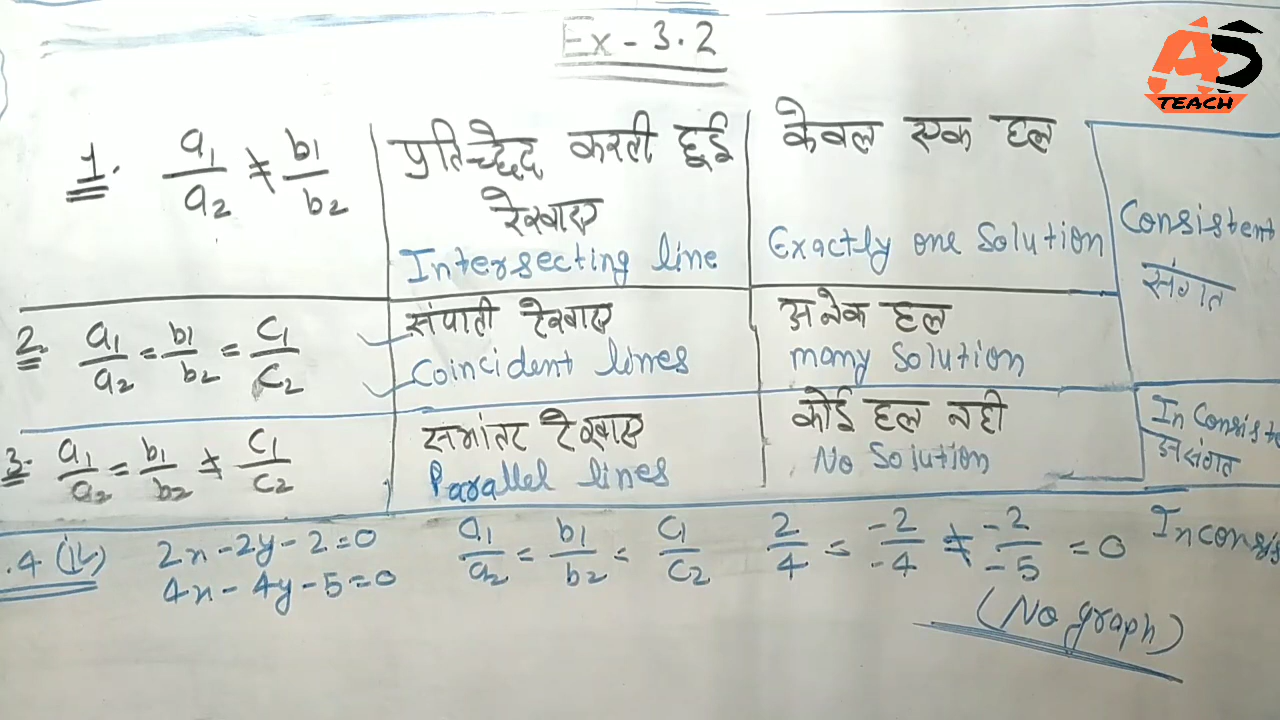 Ex - 3.2
AS
TEACH
1. a1/a2 ≠ b1/b2
प्रतिच्छेद करती हुई
रेखाए
Intersecting line
केवल एक हल
Exactly one solution
Consistent
संगत
2. a1/a2 = b1/b2 = c1/c2
संपाती रेखाए
Coincident lines
अनेक हल
many solution
3. a1/a2 = b1/b2 ≠ c1/c2
समांतर रेखाए
Parallel lines
कोई हल नही
No solution
In Consiste
असंगत
.4 (iv) 2x - 2y - 2 = 0
4x - 4y - 5 = 0
a1/a2 = b1/b2 = c1/c2
2/4 = -2/-4 ≠ -2/-5 = 0
Inconsis
(No graph)